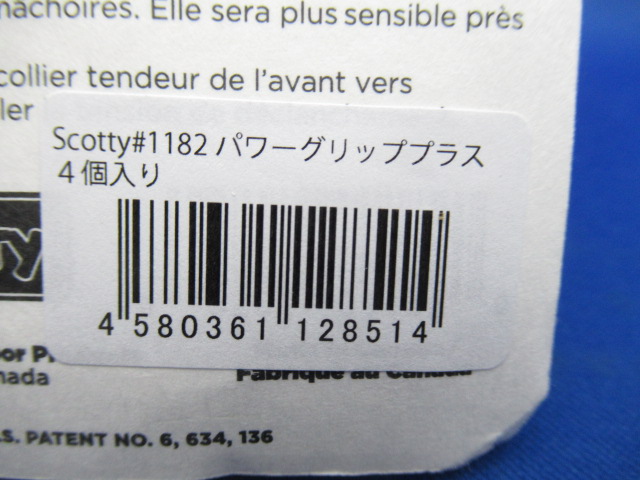 mâchoires. Elle sera plus sensible près
collier tendeur de l'avant vers
Scotty#1182 パワーグリッププラス
4個入り
4 580361 128514
Fabrique au Canada
PATENT NO. 6, 634, 136